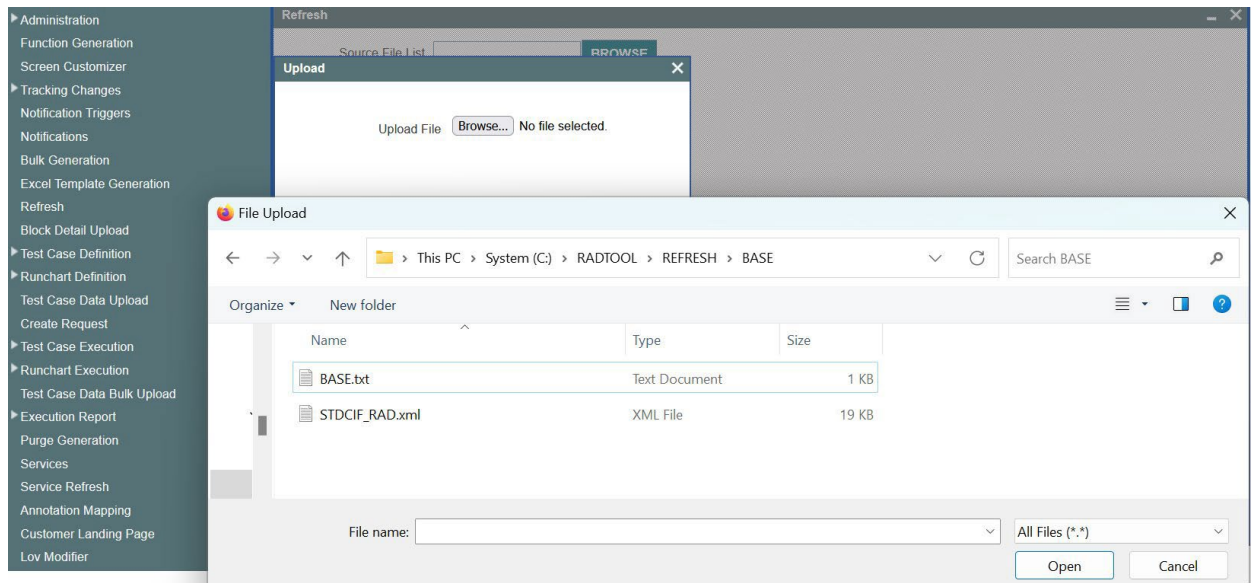 Administration
Function Generation
Screen Customizer
Tracking Changes
Notification Triggers
Notifications
Bulk Generation
Excel Template Generation
Refresh
Block Detail Upload
Test Case Definition
Runchart Definition
Test Case Data Upload
Create Request
Test Case Execution
Runchart Execution
Test Case Data Bulk Upload
Execution Report
Purge Generation
Services
Service Refresh
Annotation Mapping
Customer Landing Page
Lov Modifier
Refresh
Source File List BROWSE
Upload
Upload File Browse... No file selected.
File Upload
This PC > System (C:) > RADTOOL > REFRESH > BASE
Search BASE
Organize New folder
Name Type Size
BASE.txt Text Document 1 KB
STDCIF_RAD.xml XML File 19 KB
File name: All Files (*.*)
Open Cancel